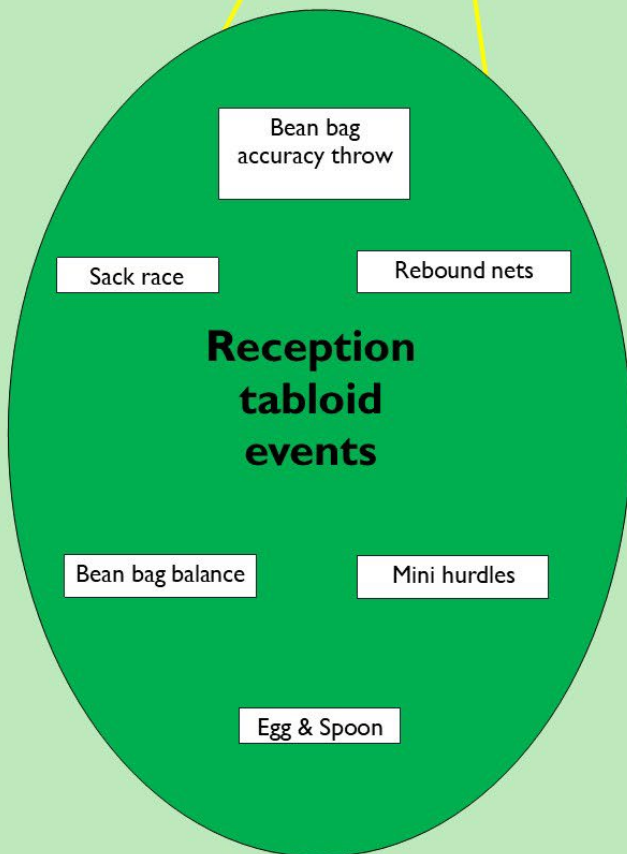 Bean bag
accuracy throw
Sack race
Rebound nets
Reception
tabloid
events
Bean bag balance
Mini hurdles
Egg & Spoon